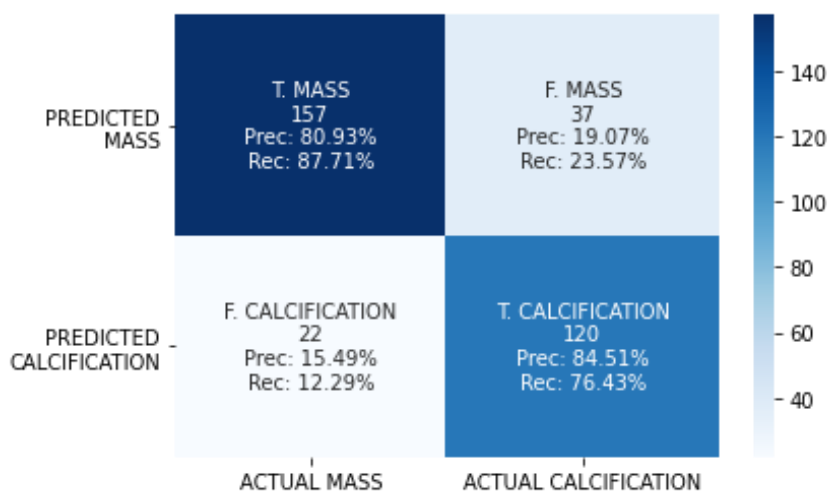 T. MASS
157
Prec: 80.93%
Rec: 87.71%
F. MASS
37
Prec: 19.07%
Rec: 23.57%
PREDICTED
MASS
F. CALCIFICATION
22
Prec: 15.49%
Rec: 12.29%
T. CALCIFICATION
120
Prec: 84.51%
Rec: 76.43%
PREDICTED
CALCIFICATION
ACTUAL MASS
ACTUAL CALCIFICATION
140
120
100
80
60
40